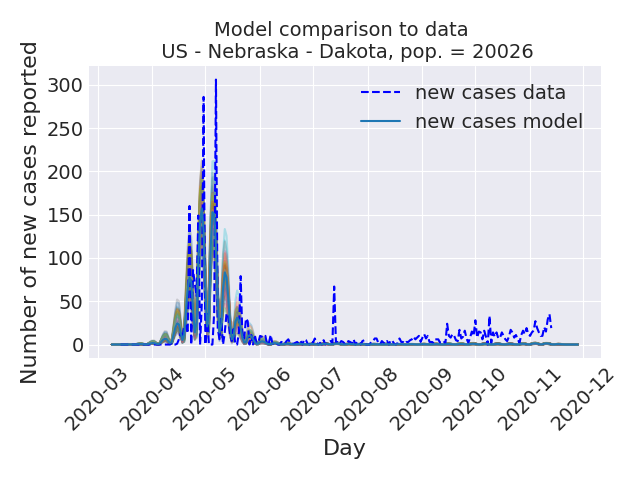 Model comparison to data
US - Nebraska - Dakota, pop. = 20026
Number of new cases reported
300
250
200
150
100
50
0
new cases data
new cases model
2020-03
2020-04
2020-05
2020-06
2020-07
2020-08
2020-09
2020-10
2020-11
2020-12
Day